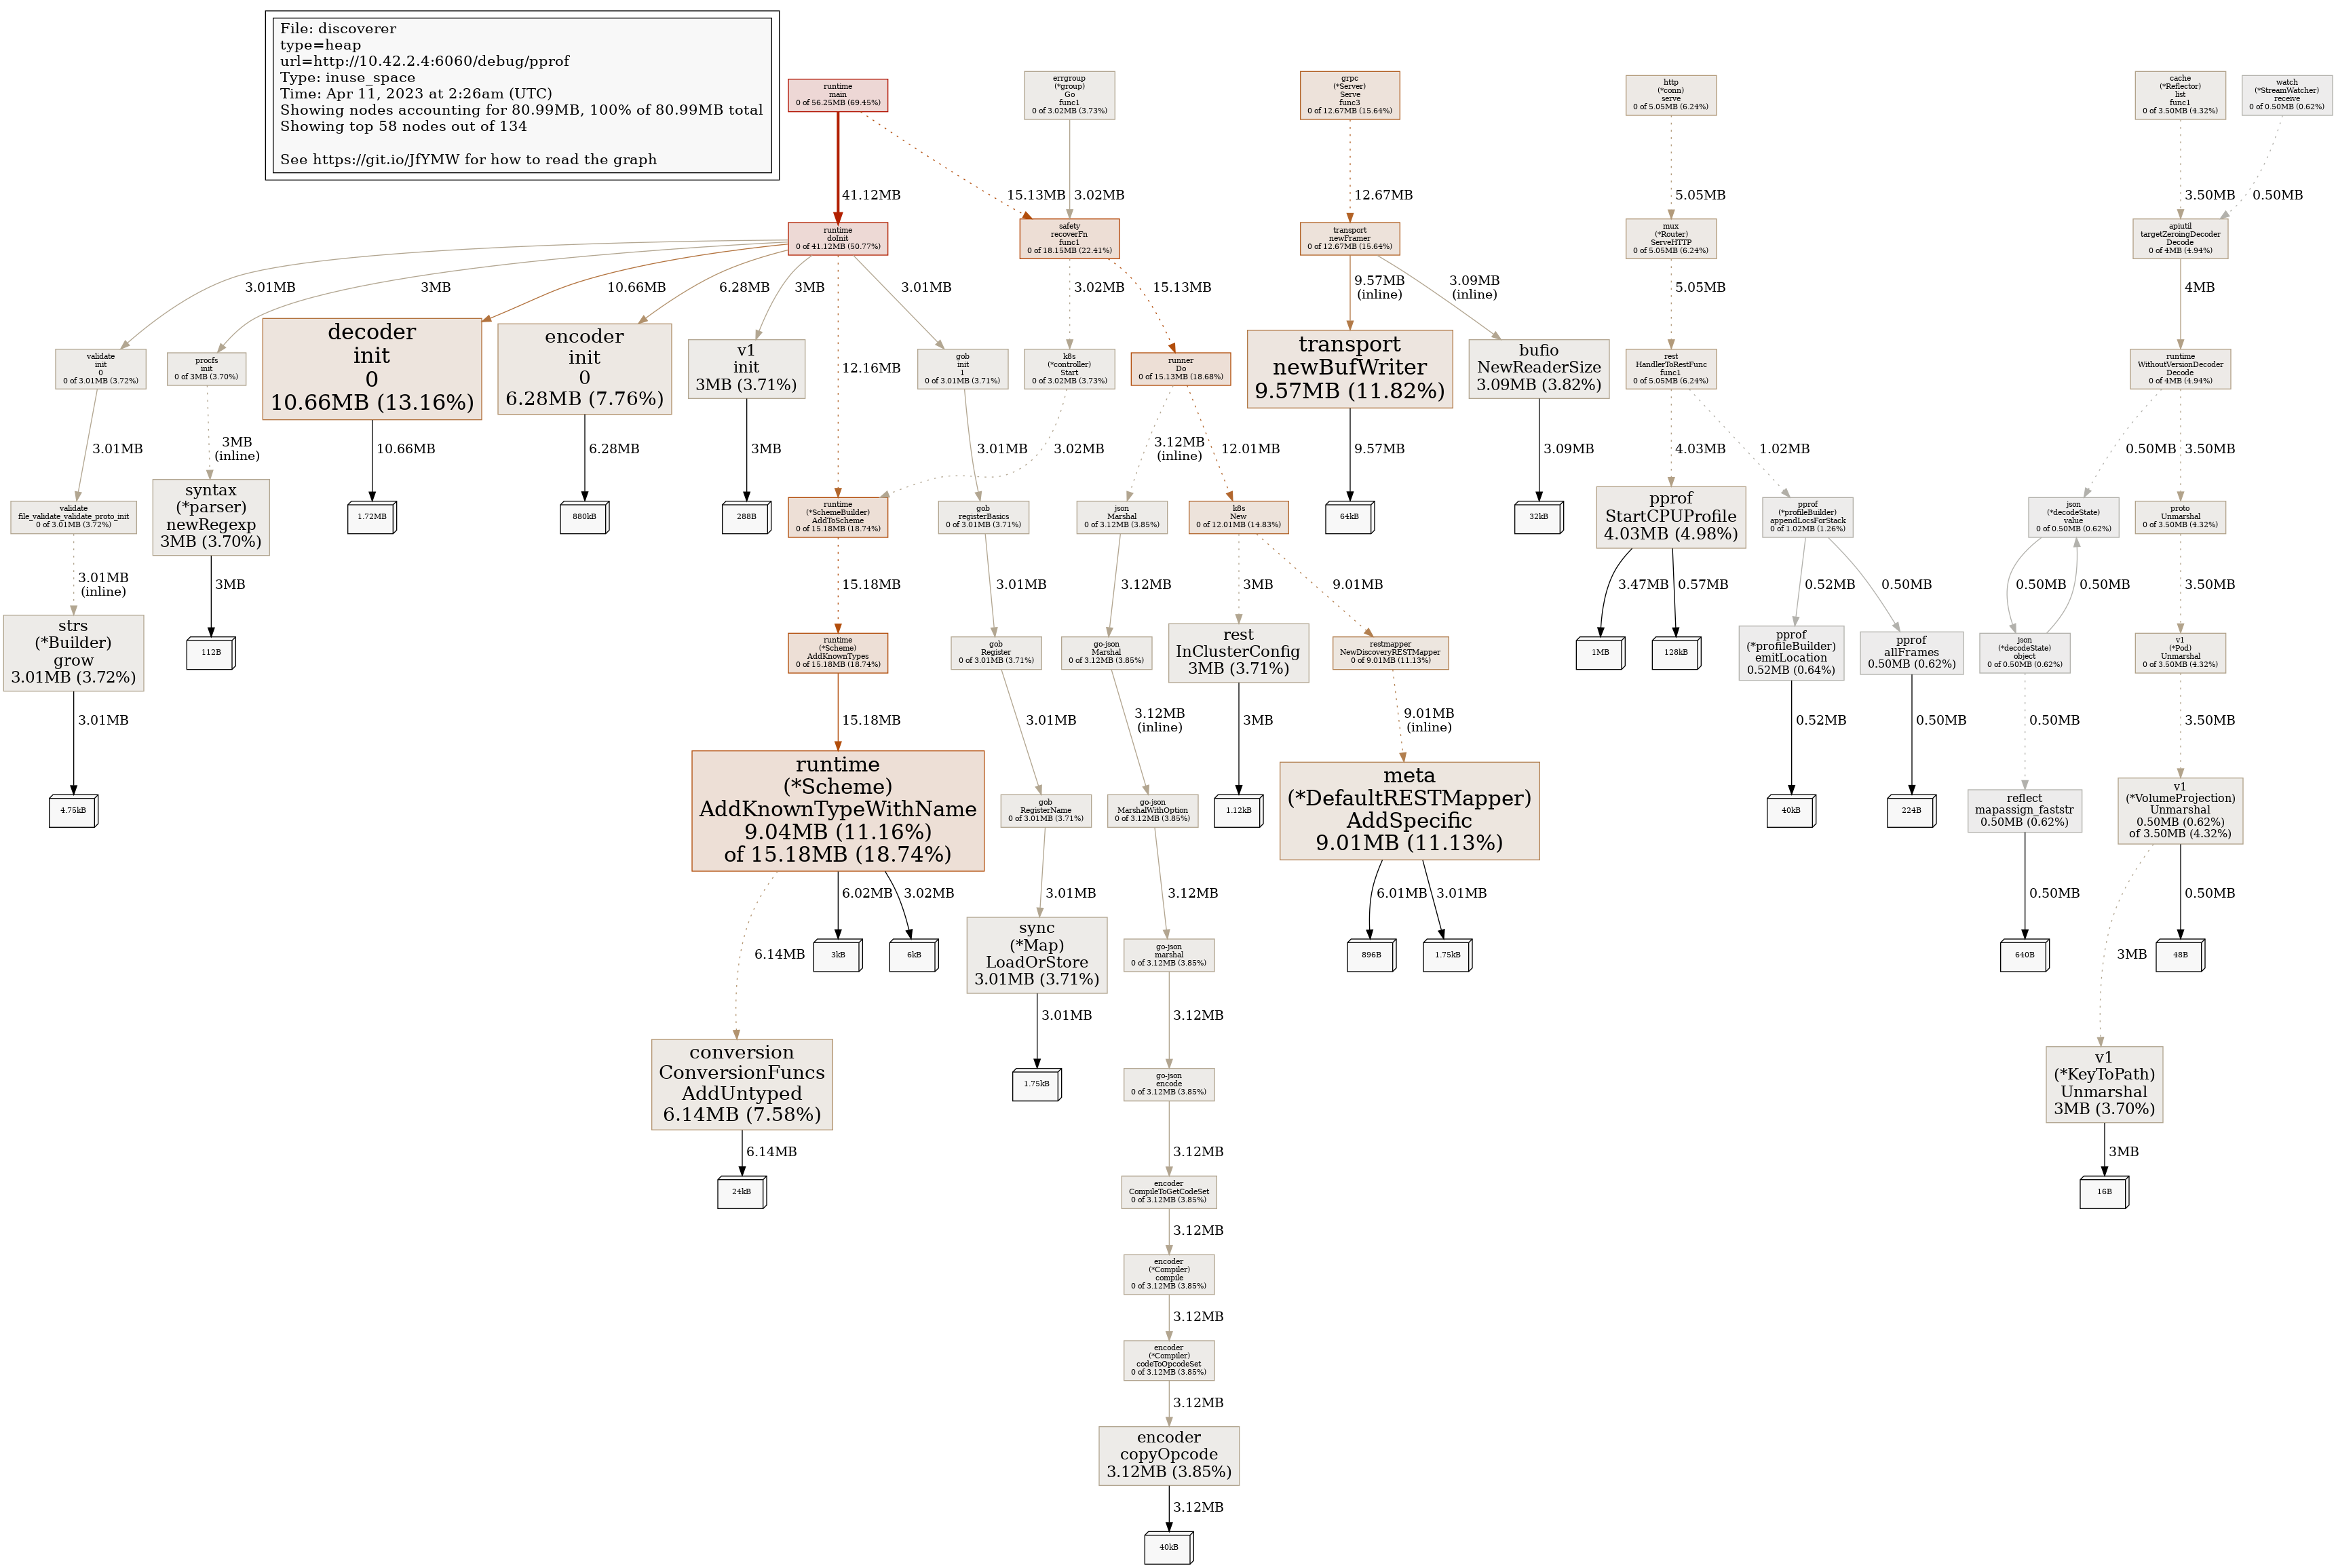 File: discoverer
type=heap
url=http://10.42.2.4:6060/debug/pprof
Type: inuse_space
Time: Apr 11, 2023 at 2:26am (UTC)
Showing nodes accounting for 80.99MB, 100% of 80.99MB total
Showing top 58 nodes out of 134
See https://git.io/JfYMW for how to read the graph
runtime
main
0 of 56.25MB (69.45%)
errgroup
(*group)
Go
func1
0 of 3.02MB (3.73%)
grpc
(*Server)
Serve
func3
0 of 12.67MB (15.64%)
http
(*conn)
serve
0 of 5.05MB (6.24%)
cache
(*Reflector)
list
func1
0 of 3.50MB (4.32%)
watch
(*StreamWatcher)
receive
0 of 0.50MB (0.62%)
41.12MB
15.13MB
3.02MB
12.67MB
5.05MB
3.50MB
0.50MB
runtime
doInit
0 of 41.12MB (50.77%)
safety
recoverFn
func1
0 of 18.15MB (22.41%)
transport
newFramer
0 of 12.67MB (15.64%)
mux
(*Router)
ServeHTTP
0 of 5.05MB (6.24%)
apiutil
targetZeroingDecoder
Decode
0 of 4MB (4.94%)
3.01MB
3MB
10.66MB
6.28MB
3MB
12.16MB
3.01MB
3.02MB
15.13MB
9.57MB
(inline)
3.09MB
(inline)
5.05MB
4MB
validate
init
0
0 of 3.01MB (3.72%)
procfs
init
0 of 3MB (3.70%)
decoder
init
0
10.66MB (13.16%)
encoder
init
0
6.28MB (7.76%)
v1
init
3MB (3.71%)
gob
init
1
0 of 3.01MB (3.71%)
k8s
(*controller)
Start
0 of 3.02MB (3.73%)
runner
Do
0 of 15.13MB (18.68%)
transport
newBufWriter
9.57MB (11.82%)
bufio
NewReaderSize
3.09MB (3.82%)
rest
HandlerToRestFunc
func1
0 of 5.05MB (6.24%)
runtime
WithoutVersionDecoder
Decode
0 of 4MB (4.94%)
3.01MB
3MB
(inline)
10.66MB
6.28MB
3MB
3.01MB
3.02MB
3.12MB
(inline)
12.01MB
9.57MB
3.09MB
4.03MB
1.02MB
0.50MB
3.50MB
validate
file_validate_validate_proto_init
0 of 3.01MB (3.72%)
syntax
(*parser)
newRegexp
3MB (3.70%)
1.72MB
880kB
288B
runtime
(*SchemeBuilder)
AddToScheme
0 of 15.18MB (18.74%)
gob
registerBasics
0 of 3.01MB (3.71%)
json
Marshal
0 of 3.12MB (3.85%)
k8s
New
0 of 12.01MB (14.83%)
64kB
32kB
pprof
StartCPUProfile
4.03MB (4.98%)
pprof
(*profileBuilder)
appendLocsForStack
0 of 1.02MB (1.26%)
json
(*decodeState)
value
0 of 0.50MB (0.62%)
proto
Unmarshal
0 of 3.50MB (4.32%)
3.01MB
(inline)
3MB
15.18MB
3.01MB
3.12MB
3MB
9.01MB
3.47MB
0.57MB
0.52MB
0.50MB
0.50MB
0.50MB
3.50MB
strs
(*Builder)
grow
3.01MB (3.72%)
112B
runtime
(*Scheme)
AddKnownTypes
0 of 15.18MB (18.74%)
gob
Register
0 of 3.01MB (3.71%)
go-json
Marshal
0 of 3.12MB (3.85%)
rest
InClusterConfig
3MB (3.71%)
restmapper
NewDiscoveryRESTMapper
0 of 9.01MB (11.13%)
1MB
128kB
pprof
(*profileBuilder)
emitLocation
0.52MB (0.64%)
pprof
allFrames
0.50MB (0.62%)
json
(*decodeState)
object
0 of 0.50MB (0.62%)
v1
(*Pod)
Unmarshal
0 of 3.50MB (4.32%)
3.01MB
15.18MB
3.01MB
3.12MB
(inline)
3MB
9.01MB
(inline)
0.52MB
0.50MB
0.50MB
3.50MB
4.75kB
runtime
(*Scheme)
AddKnownTypeWithName
9.04MB (11.16%)
of 15.18MB (18.74%)
gob
RegisterName
0 of 3.01MB (3.71%)
go-json
MarshalWithOption
0 of 3.12MB (3.85%)
1.12kB
meta
(*DefaultRESTMapper)
AddSpecific
9.01MB (11.13%)
40kB
224B
reflect
mapassign_faststr
0.50MB (0.62%)
v1
(*VolumeProjection)
Unmarshal
0.50MB (0.62%)
of 3.50MB (4.32%)
6.14MB
6.02MB
3.02MB
3.01MB
3.12MB
6.01MB
3.01MB
0.50MB
3MB
0.50MB
3kB
6kB
sync
(*Map)
LoadOrStore
3.01MB (3.71%)
go-json
marshal
0 of 3.12MB (3.85%)
896B
1.75kB
640B
48B
3.01MB
3.12MB
conversion
ConversionFuncs
AddUntyped
6.14MB (7.58%)
1.75kB
go-json
encode
0 of 3.12MB (3.85%)
v1
(*KeyToPath)
Unmarshal
3MB (3.70%)
6.14MB
3.12MB
3MB
24kB
encoder
CompileToGetCodeSet
0 of 3.12MB (3.85%)
16B
3.12MB
encoder
(*Compiler)
compile
0 of 3.12MB (3.85%)
3.12MB
encoder
(*Compiler)
codeToOpcodeSet
0 of 3.12MB (3.85%)
3.12MB
encoder
copyOpcode
3.12MB (3.85%)
3.12MB
40kB